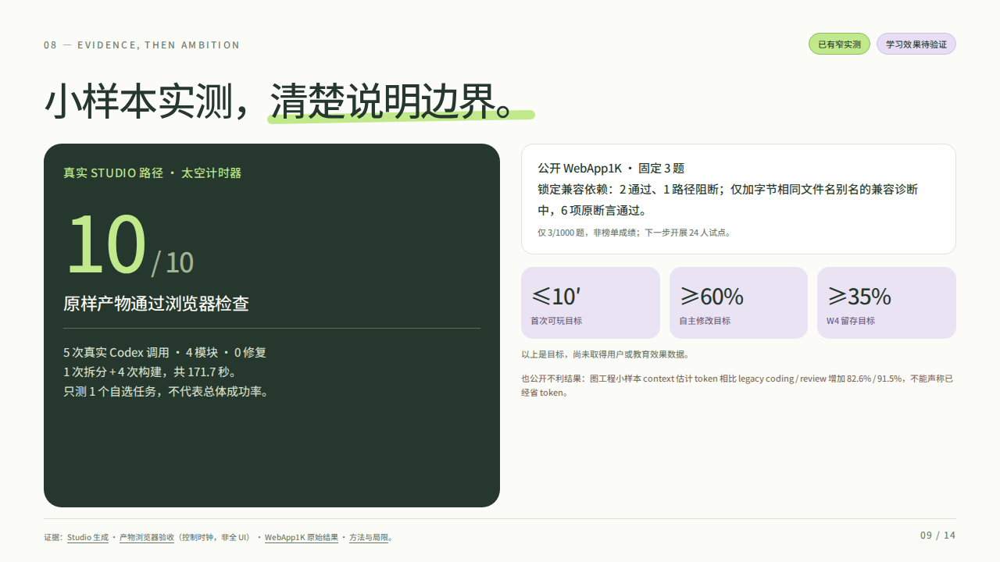 08 — EVIDENCE, THEN AMBITION
已有窄实测
学习效果待验证
小样本实测，清楚说明边界。
真实 STUDIO 路径 · 太空计时器
10 / 10
原样产物通过浏览器检查
5 次真实 Codex 调用 · 4 模块 · 0 修复
1 次拆分 + 4 次构建，共 171.7 秒。
只测 1 个自选任务，不代表总体成功率。
公开 WebApp1K · 固定 3 题
锁定兼容依赖：2 通过、1 路径阻断；仅加字节相同文件名别名的兼容诊断
中，6 项原断言通过。
仅 3/1000 题，非榜单成绩；下一步开展 24 人试点。
≤10′
首次可玩目标
≥60%
自主修改目标
≥35%
W4 留存目标
以上是目标，尚未取得用户或教育效果数据。
也公开不利结果：图工程小样本 context 估计 token 相比 legacy coding / review 增加 82.6% / 91.5%，不能声称已
经省 token。
证据：Studio 生成 · 产物浏览器验收（控制时钟，非全 UI） · WebApp1K 原始结果 · 方法与局限。
09 / 14